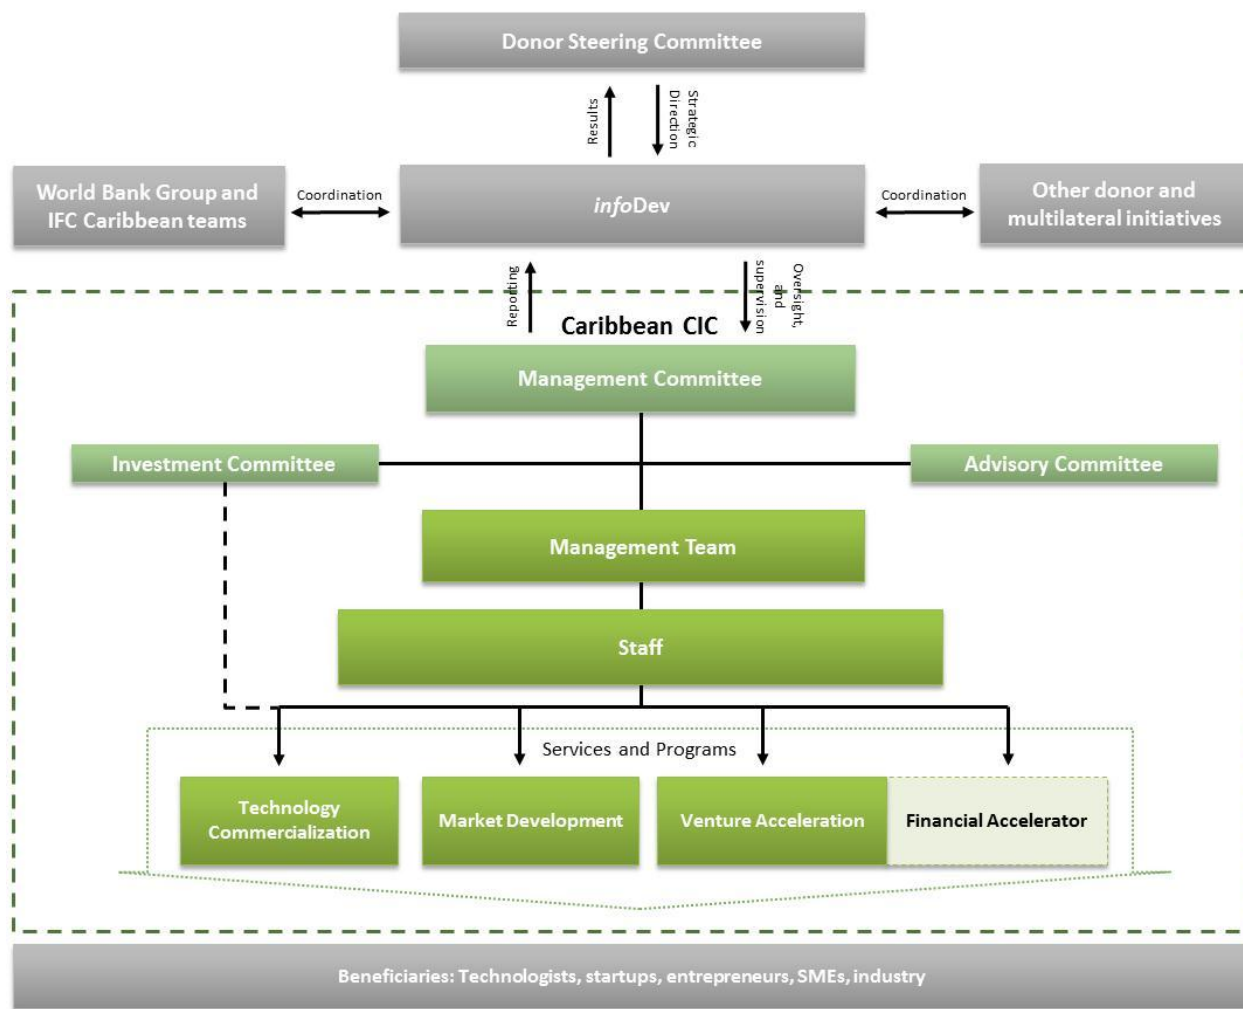 Donor Steering Committee
Results
Strategic
Direction
World Bank Group and
IFC Caribbean teams
Coordination
infoDev
Coordination
Other donor and
multilateral initiatives
Reporting
Oversight,
and
supervision
Caribbean CIC
Management Committee
Investment Committee
Advisory Committee
Management Team
Staff
Services and Programs
Technology
Commercialization
Market Development
Venture Acceleration
Financial Accelerator
Beneficiaries: Technologists, startups, entrepreneurs, SMEs, industry